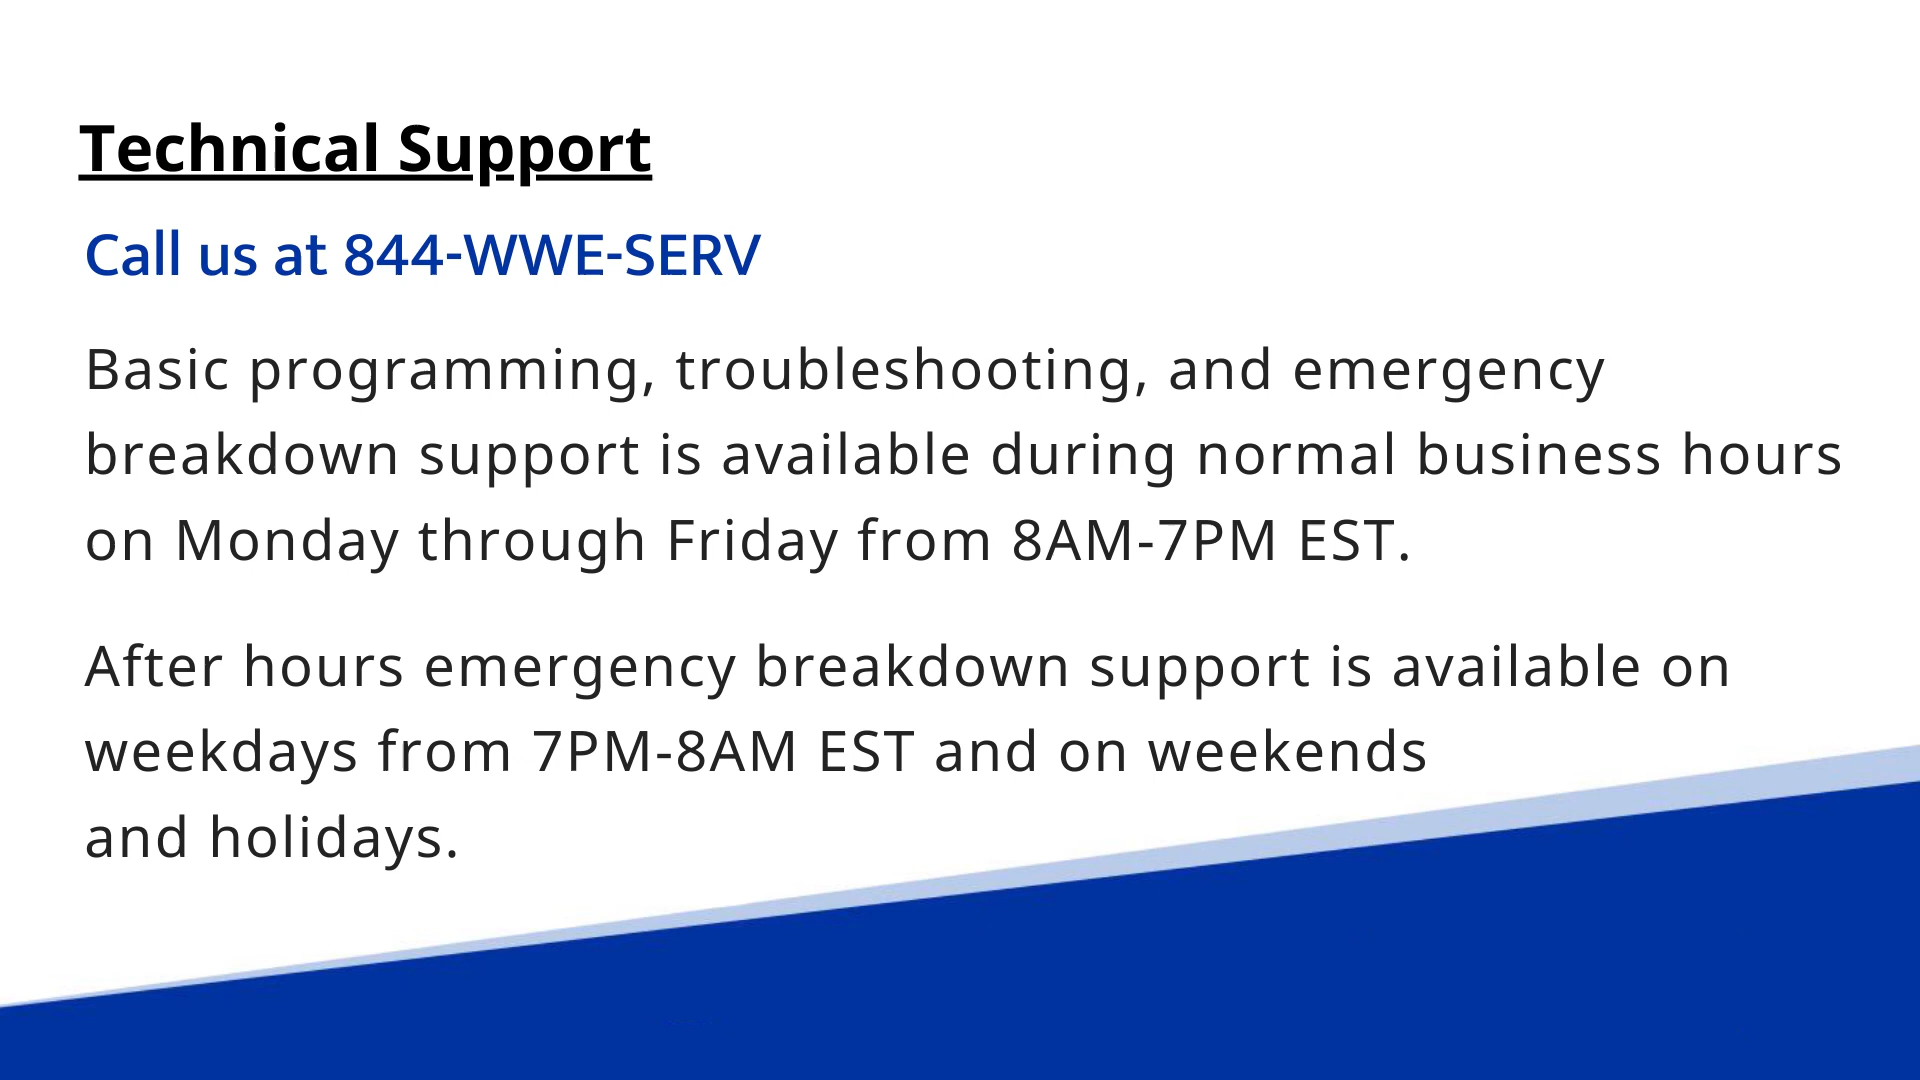 Technical Support
Call us at 844-WWE-SERV
Basic programming, troubleshooting, and emergency
breakdown support is available during normal business hours
on Monday through Friday from 8AM-7PM EST.
After hours emergency breakdown support is available on
weekdays from 7PM-8AM EST and on weekends
and holidays.